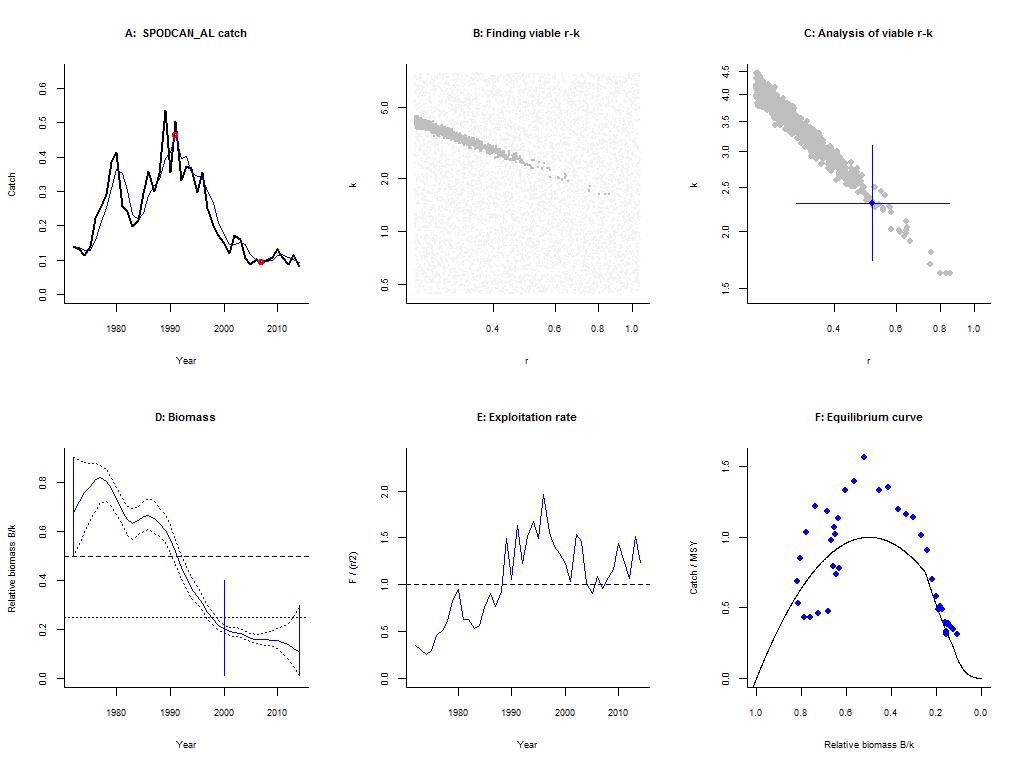 A:  SPODCAN_AL catch
B: Finding viable r-k
C: Analysis of viable r-k
Catch
0.0 0.1 0.2 0.3 0.4 0.5 0.6
1980 1990 2000 2010
Year
k
0.5 1.0 2.0 5.0
0.4 0.6 0.8 1.0
r
k
1.5 2.0 2.5 3.0 3.5 4.0 4.5
0.4 0.6 0.8 1.0
r
D: Biomass
E: Exploitation rate
F: Equilibrium curve
Relative biomass B/k
0.0 0.2 0.4 0.6 0.8
1980 1990 2000 2010
Year
F / (r/2)
0.0 0.5 1.0 1.5 2.0
1980 1990 2000 2010
Year
Catch / MSY
0.0 0.5 1.0 1.5
1.0 0.8 0.6 0.4 0.2 0.0
Relative biomass B/k